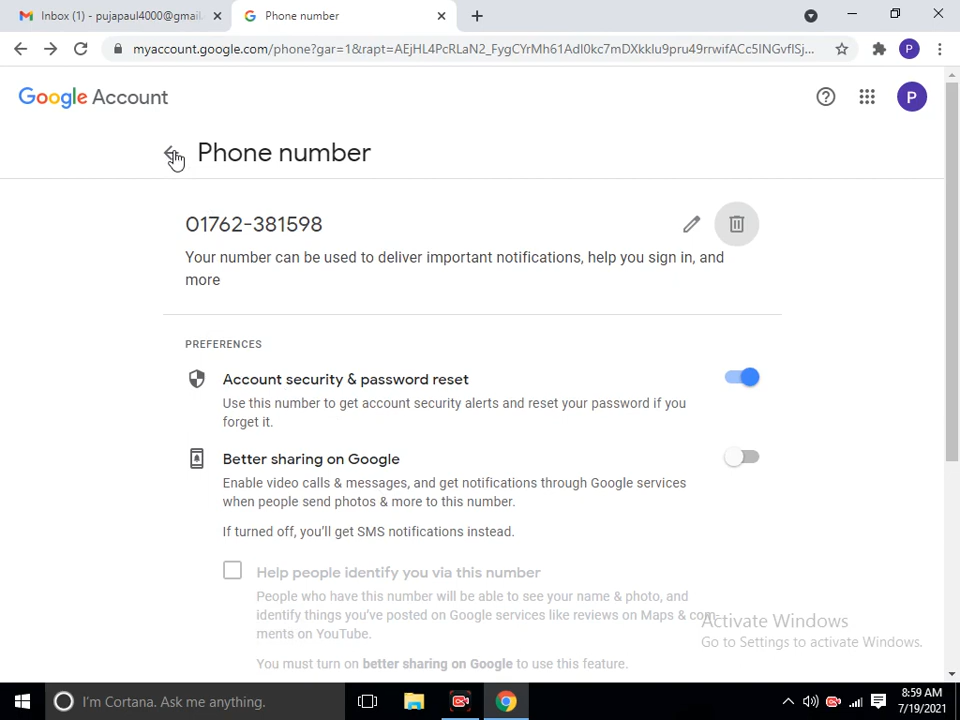 Inbox (1) - pujapaul4000@gmail.
Phone number
myaccount.google.com/phone?gar=1&rapt=AEjHL4PcRLaN2_FygCYrMh61AdI0kc7mDXkklu9pru49rrwifACc5INGvflSj...
P
Google Account
P
Phone number
01762-381598
Your number can be used to deliver important notifications, help you sign in, and
more
PREFERENCES
Account security & password reset
Use this number to get account security alerts and reset your password if you
forget it.
Better sharing on Google
Enable video calls & messages, and get notifications through Google services
when people send photos & more to this number.
If turned off, you'll get SMS notifications instead.
Help people identify you via this number
People who have this number will be able to see your name & photo, and
identify things you've posted on Google services like reviews on Maps & com-
ments on YouTube.
You must turn on better sharing on Google to use this feature.
Activate Windows
Go to Settings to activate Windows.
I'm Cortana. Ask me anything.
8:59 AM
7/19/2021